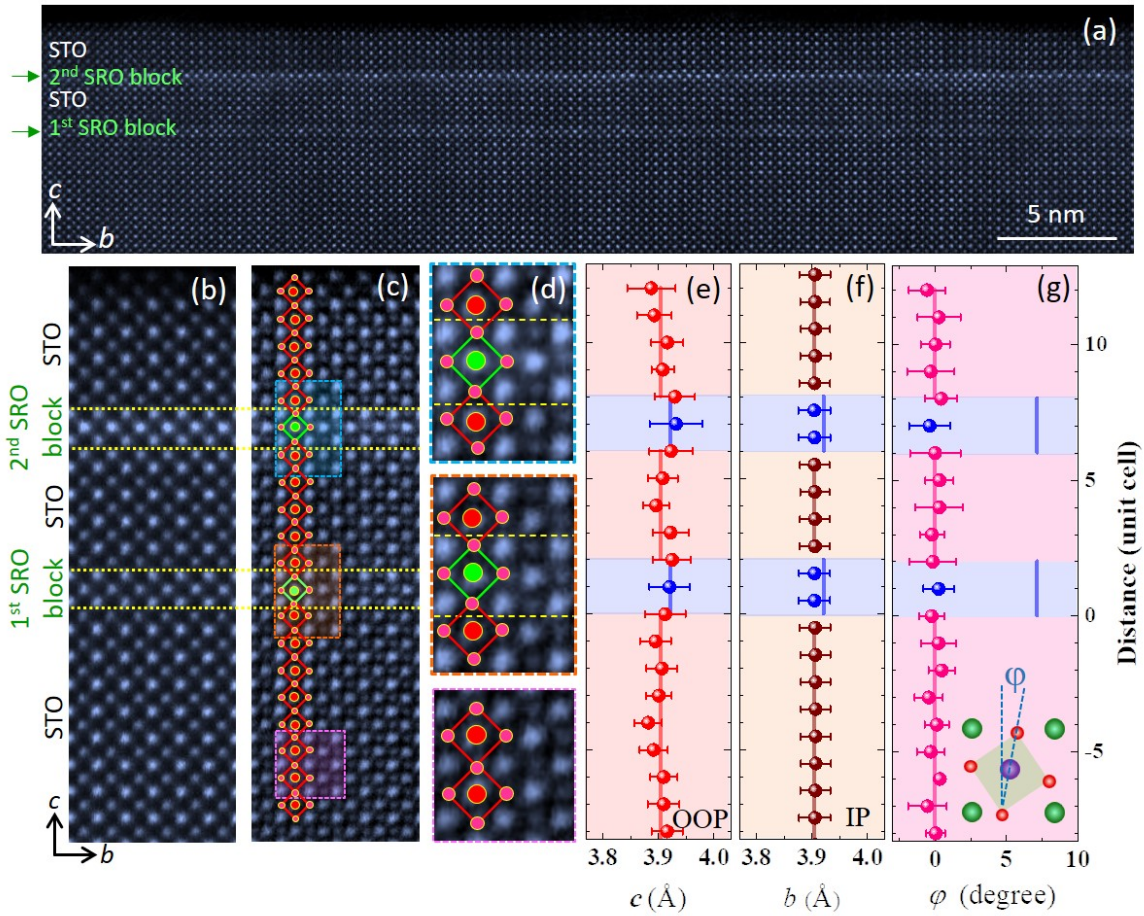 (a)
STO
2nd SRO block
STO
1st SRO block
c
b
5 nm
(b)
(c)
(d)
(e)
(f)
(g)
STO
2nd SRO
block
STO
1st SRO
block
STO
c
b
OOP
IP
φ
10
5
0
-5
Distance (unit cell)
3.8 3.9 4.0
3.8 3.9 4.0
0 5 10
c (Å)
b (Å)
φ (degree)